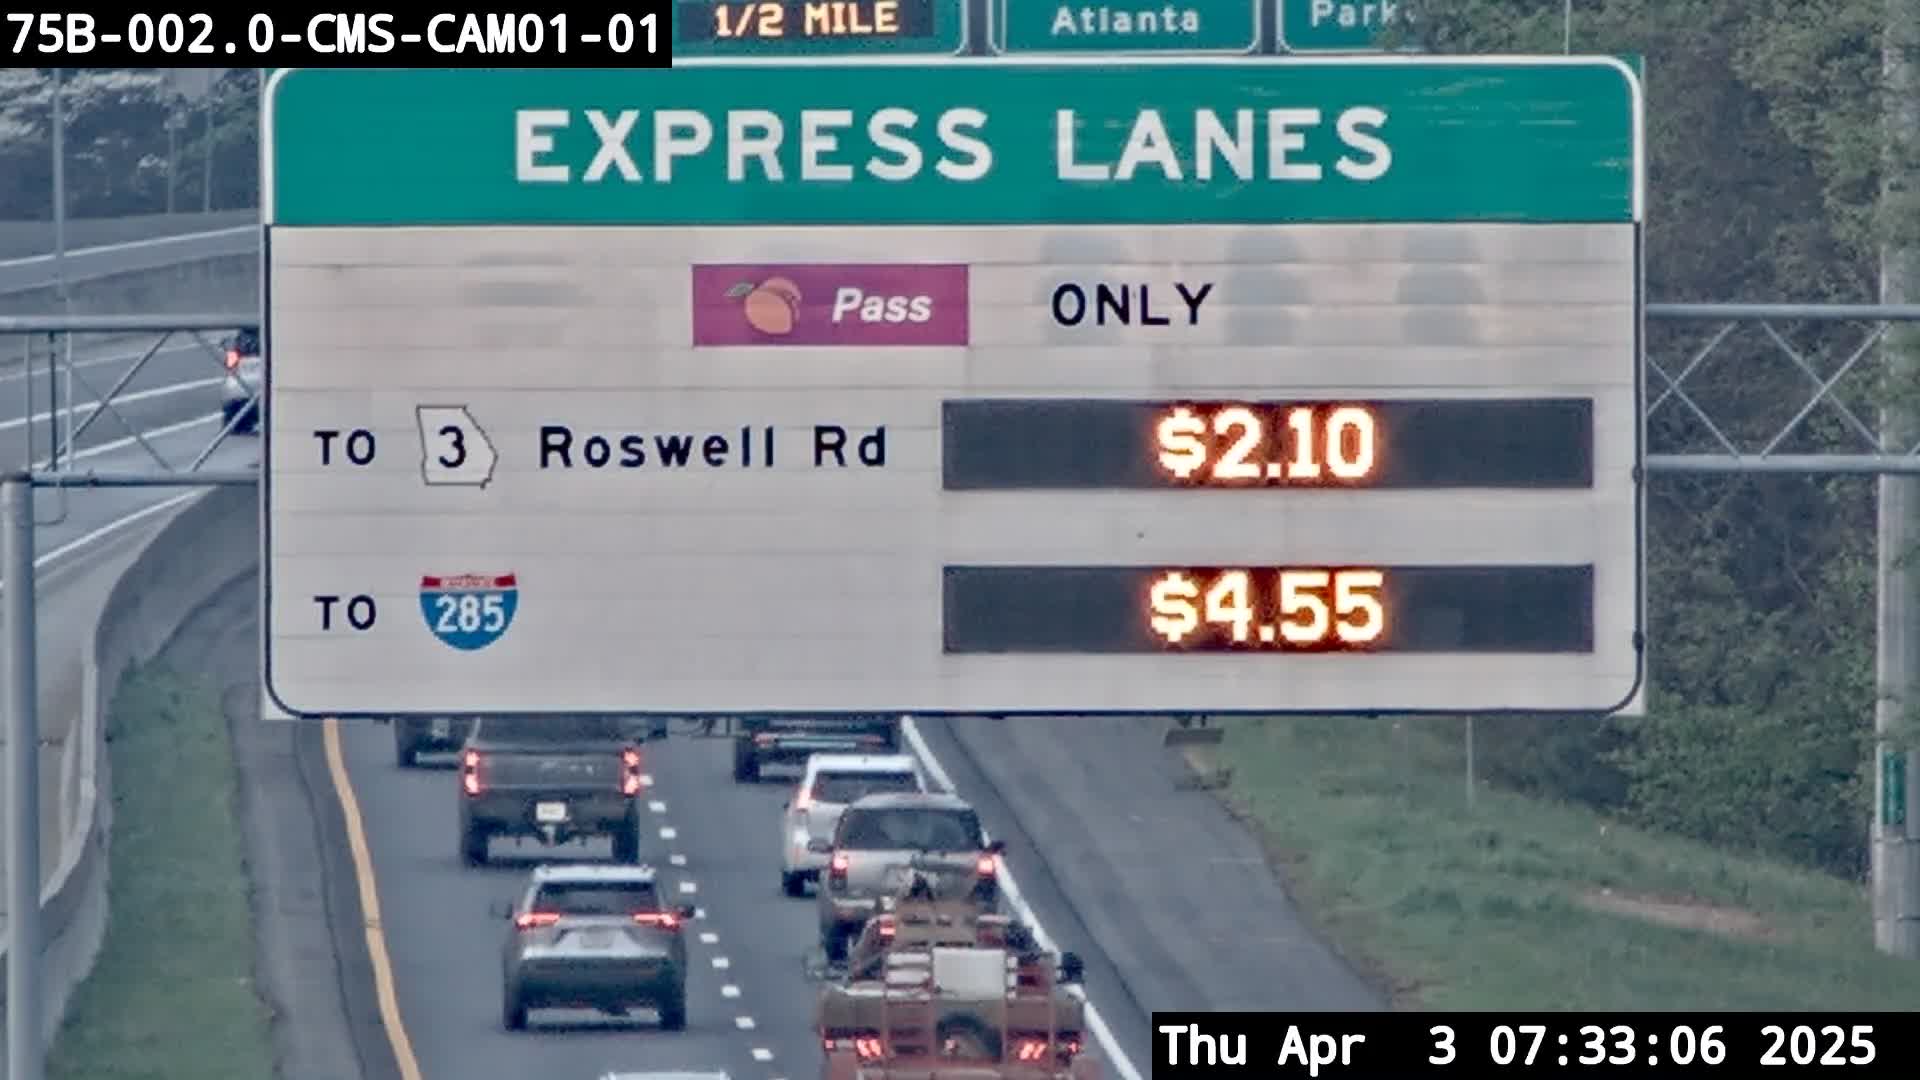 75B-002.0-CMS-CAM01-01
1/2 MILE
Atlanta
Park
EXPRESS LANES
Pass ONLY
TO 3 Roswell Rd $2.10
TO 285 $4.55
Thu Apr 3 07:33:06 2025